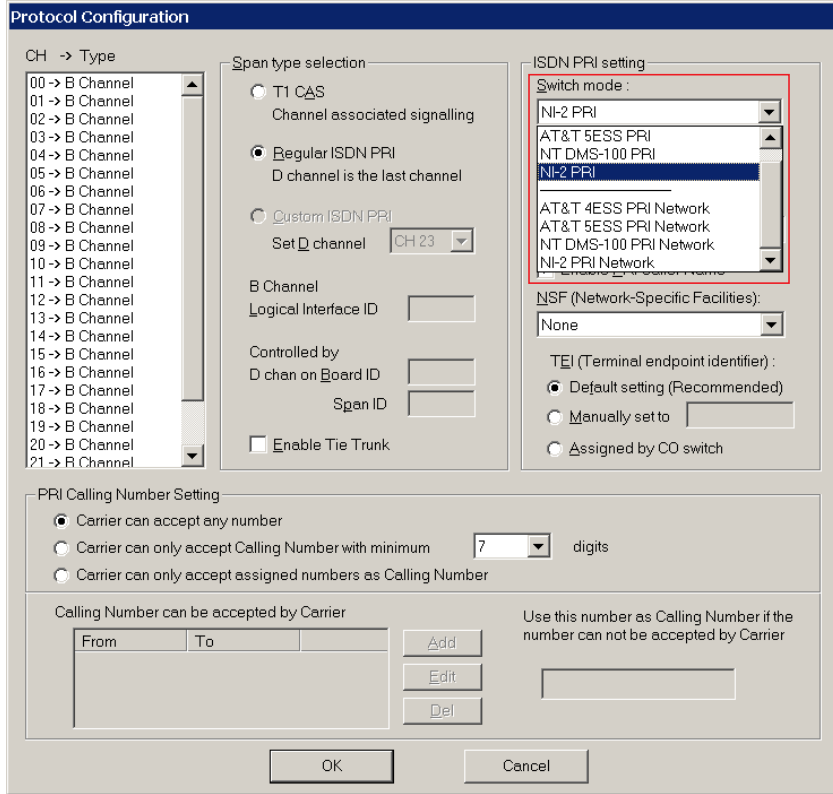 Protocol Configuration
CH -> Type
00 -> B Channel
01 -> B Channel
02 -> B Channel
03 -> B Channel
04 -> B Channel
05 -> B Channel
06 -> B Channel
07 -> B Channel
08 -> B Channel
09 -> B Channel
10 -> B Channel
11 -> B Channel
12 -> B Channel
13 -> B Channel
14 -> B Channel
15 -> B Channel
16 -> B Channel
17 -> B Channel
18 -> B Channel
19 -> B Channel
20 -> B Channel
21 -> B Channel
Span type selection
T1 CAS
Channel associated signalling
Regular ISDN PRI
D channel is the last channel
Custom ISDN PRI
Set D channel CH 23
B Channel
Logical Interface ID
Controlled by
D chan on Board ID
Span ID
Enable Tie Trunk
ISDN PRI setting
Switch mode :
NI-2 PRI
AT&T 5ESS PRI
NT DMS-100 PRI
NI-2 PRI
AT&T 4ESS PRI Network
AT&T 5ESS PRI Network
NT DMS-100 PRI Network
NI-2 PRI Network
Enable PRI Caller Name
NSF (Network-Specific Facilities):
None
TEI (Terminal endpoint identifier) :
Default setting (Recommended)
Manually set to
Assigned by CO switch
PRI Calling Number Setting
Carrier can accept any number
Carrier can only accept Calling Number with minimum 7 digits
Carrier can only accept assigned numbers as Calling Number
Calling Number can be accepted by Carrier
From To
Add
Edit
Del
Use this number as Calling Number if the
number can not be accepted by Carrier
OK
Cancel